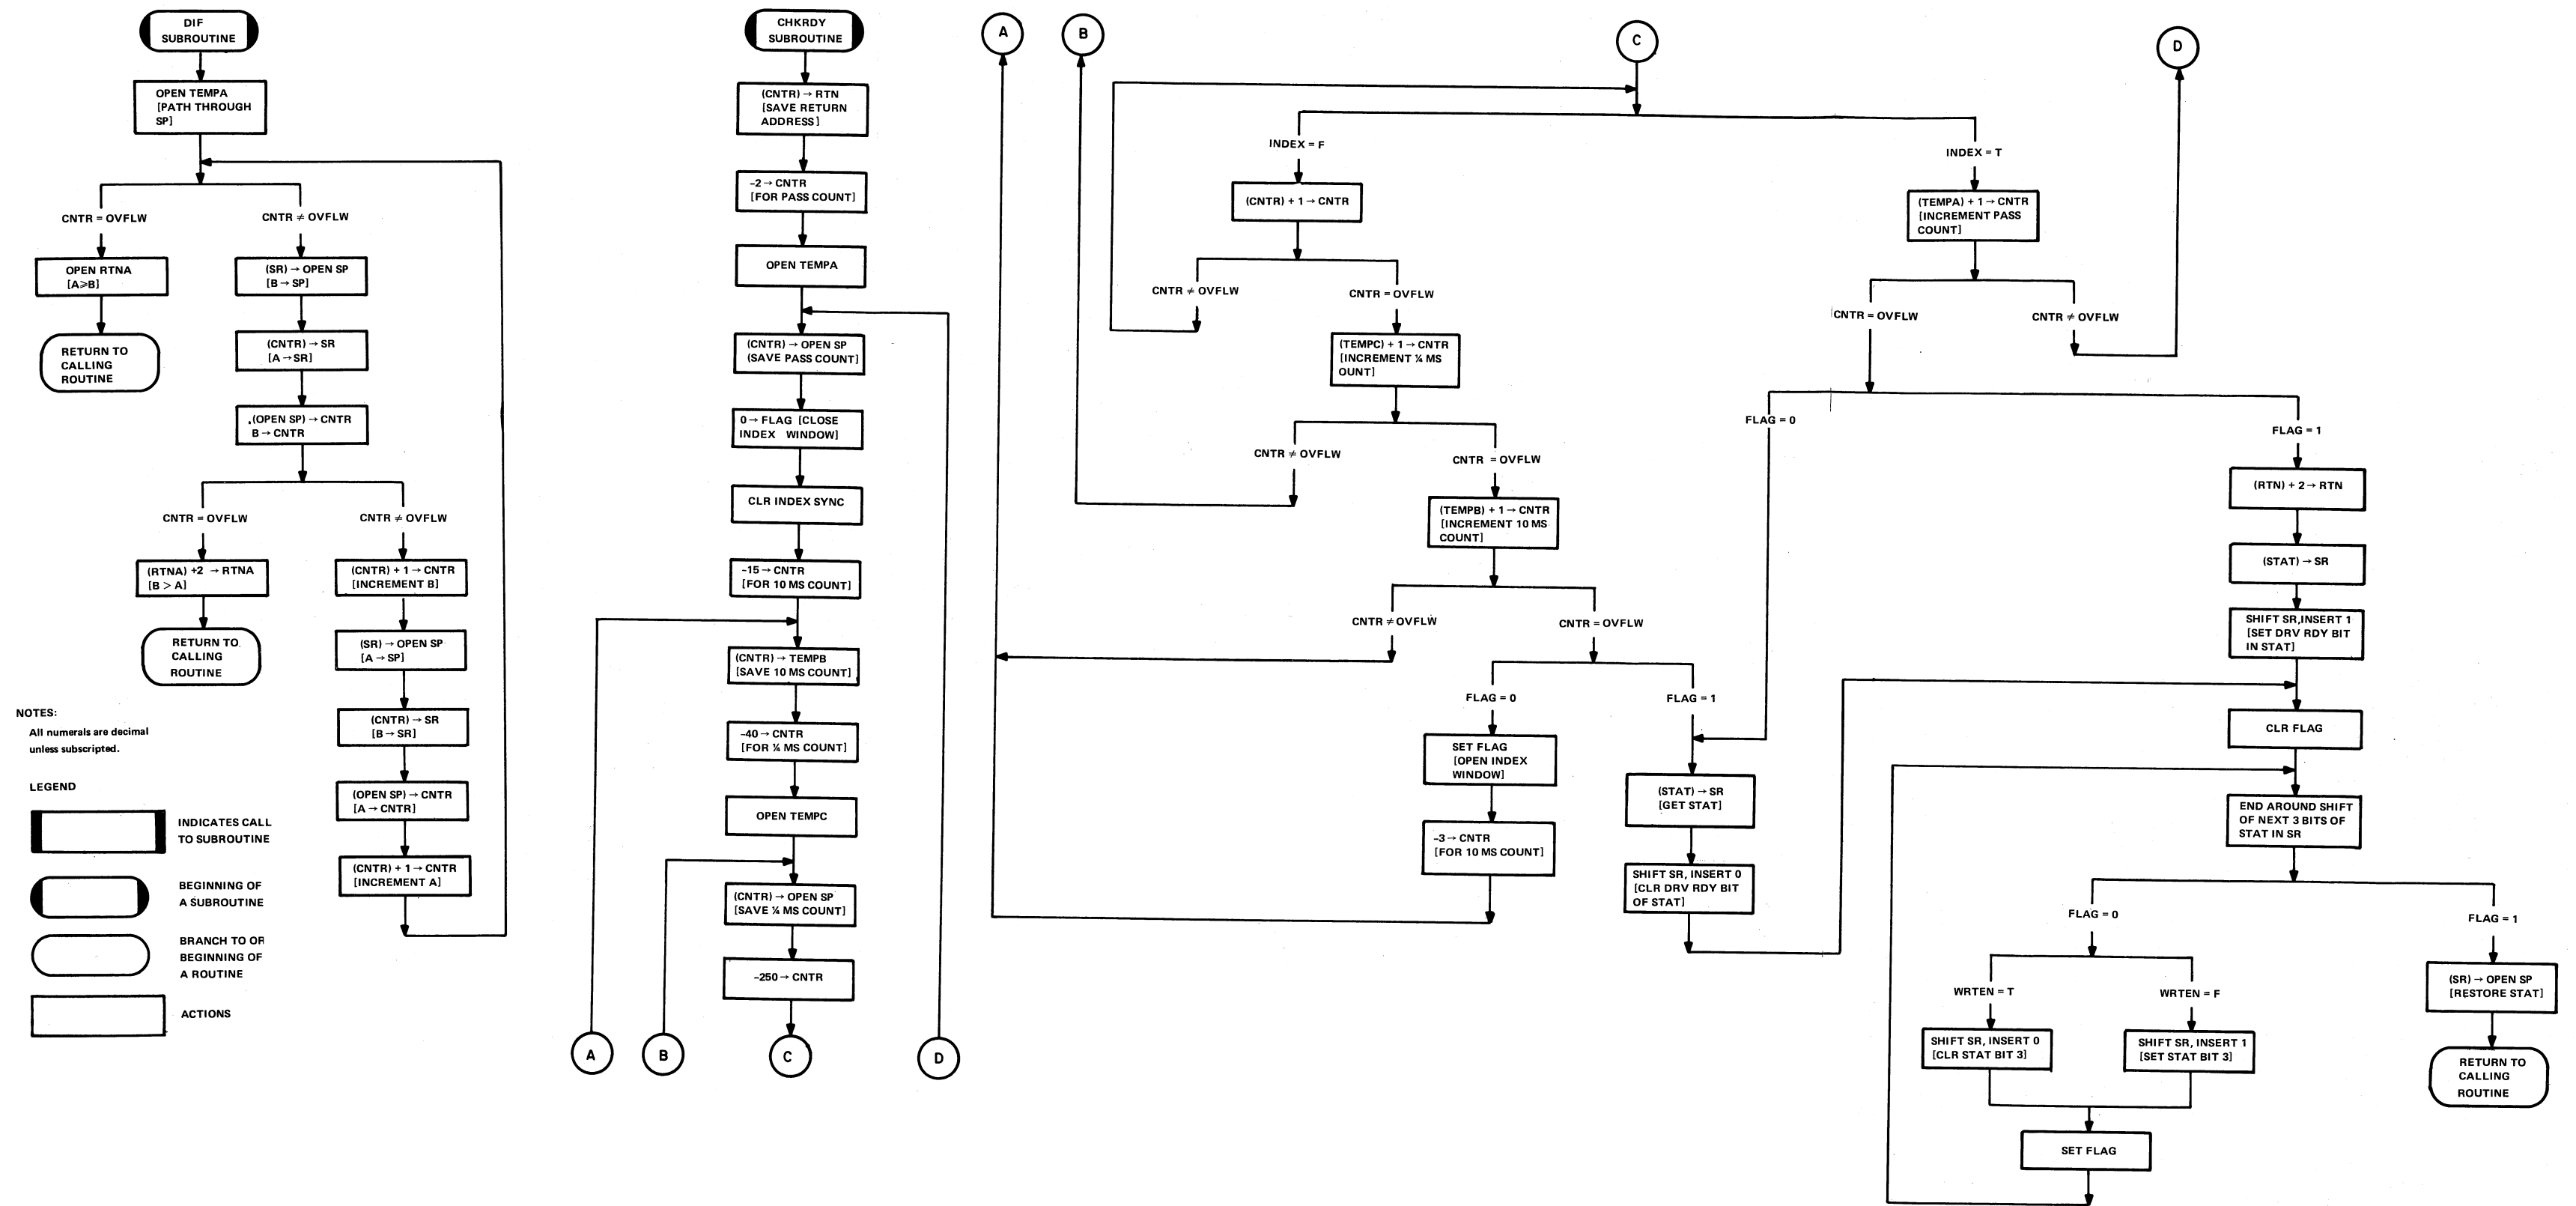 DIF
SUBROUTINE
OPEN TEMPA
[PATH THROUGH
SP]
CNTR = OVFLW
CNTR ≠ OVFLW
OPEN RTNA
[A⩾B]
RETURN TO
CALLING
ROUTINE
(SR) → OPEN SP
[B → SP]
(CNTR) → SR
[A → SR]
(OPEN SP) → CNTR
B → CNTR
CNTR = OVFLW
CNTR ≠ OVFLW
(RTNA) +2 → RTNA
[B > A]
RETURN TO
CALLING
ROUTINE
(CNTR) + 1 → CNTR
[INCREMENT B]
(SR) → OPEN SP
[A → SP]
(CNTR) → SR
[B → SR]
(OPEN SP) → CNTR
[A → CNTR]
(CNTR) + 1 → CNTR
[INCREMENT A]
NOTES:
All numerals are decimal
unless subscripted.
LEGEND
INDICATES CALL
TO SUBROUTINE
BEGINNING OF
A SUBROUTINE
BRANCH TO OR
BEGINNING OF
A ROUTINE
ACTIONS
CHKRDY
SUBROUTINE
(CNTR) → RTN
[SAVE RETURN
ADDRESS]
–2 → CNTR
[FOR PASS COUNT]
OPEN TEMPA
(CNTR) → OPEN SP
(SAVE PASS COUNT]
0 → FLAG [CLOSE
INDEX WINDOW]
CLR INDEX SYNC
–15 → CNTR
[FOR 10 MS COUNT]
(CNTR) → TEMPB
[SAVE 10 MS COUNT]
–40 → CNTR
[FOR ¼ MS COUNT]
OPEN TEMPC
(CNTR) → OPEN SP
[SAVE ¼ MS COUNT]
–250 → CNTR
A
B
C
D
A
B
C
D
INDEX = F
INDEX = T
(CNTR) + 1 → CNTR
CNTR ≠ OVFLW
CNTR = OVFLW
(TEMPC) + 1 → CNTR
[INCREMENT ¼ MS
OUNT]
CNTR ≠ OVFLW
CNTR = OVFLW
(TEMPB) + 1 → CNTR
[INCREMENT 10 MS
COUNT]
CNTR ≠ OVFLW
CNTR = OVFLW
FLAG = 0
FLAG = 1
SET FLAG
[OPEN INDEX
WINDOW]
–3 → CNTR
[FOR 10 MS COUNT]
(STAT) → SR
[GET STAT]
SHIFT SR, INSERT 0
[CLR DRV RDY BIT
OF STAT]
(TEMPA) + 1 → CNTR
[INCREMENT PASS
COUNT]
CNTR = OVFLW
CNTR ≠ OVFLW
FLAG = 0
FLAG = 1
(RTN) + 2 → RTN
(STAT) → SR
SHIFT SR,INSERT 1
[SET DRV RDY BIT
IN STAT]
CLR FLAG
END AROUND SHIFT
OF NEXT 3 BITS OF
STAT IN SR
FLAG = 0
FLAG = 1
WRTEN = T
WRTEN = F
SHIFT SR, INSERT 0
[CLR STAT BIT 3]
SHIFT SR, INSERT 1
[SET STAT BIT 3]
SET FLAG
(SR) → OPEN SP
[RESTORE STAT]
RETURN TO
CALLING
ROUTINE